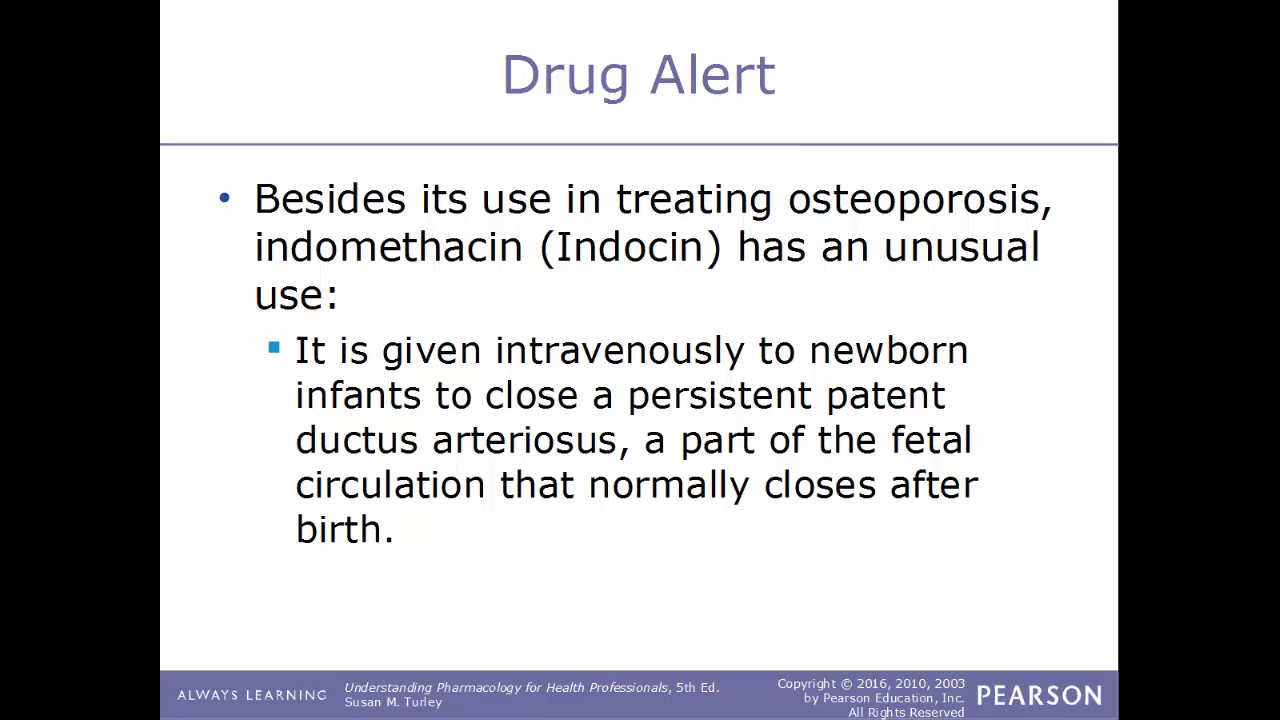 Drug Alert
• Besides its use in treating osteoporosis,
indomethacin (Indocin) has an unusual
use:
▪ It is given intravenously to newborn
infants to close a persistent patent
ductus arteriosus, a part of the fetal
circulation that normally closes after
birth.
ALWAYS LEARNING
Understanding Pharmacology for Health Professionals, 5th Ed.
Susan M. Turley
Copyright © 2016, 2010, 2003
by Pearson Education, Inc.
All Rights Reserved
PEARSON